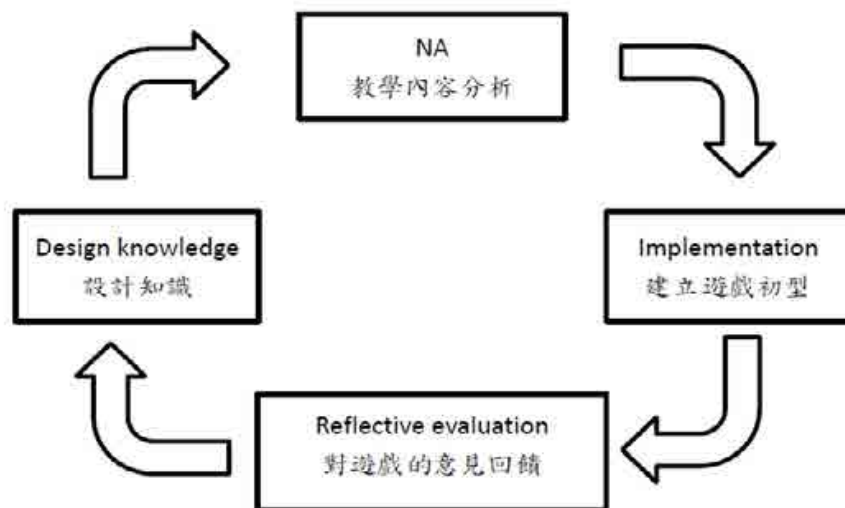 NA
教學內容分析
Design knowledge
設計知識
Implementation
建立遊戲初型
Reflective evaluation
對遊戲的意見回饋